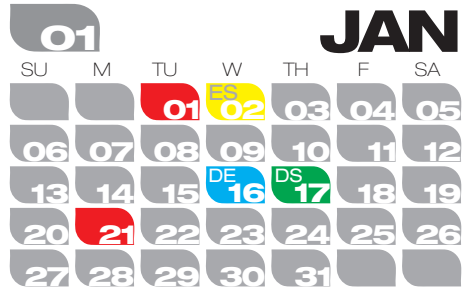 01 JAN
SU M TU W TH F SA
01 ES 02 03 04 05
06 07 08 09 10 11 12
13 14 15 DE 16 DS 17 18 19
20 21 22 23 24 25 26
27 28 29 30 31